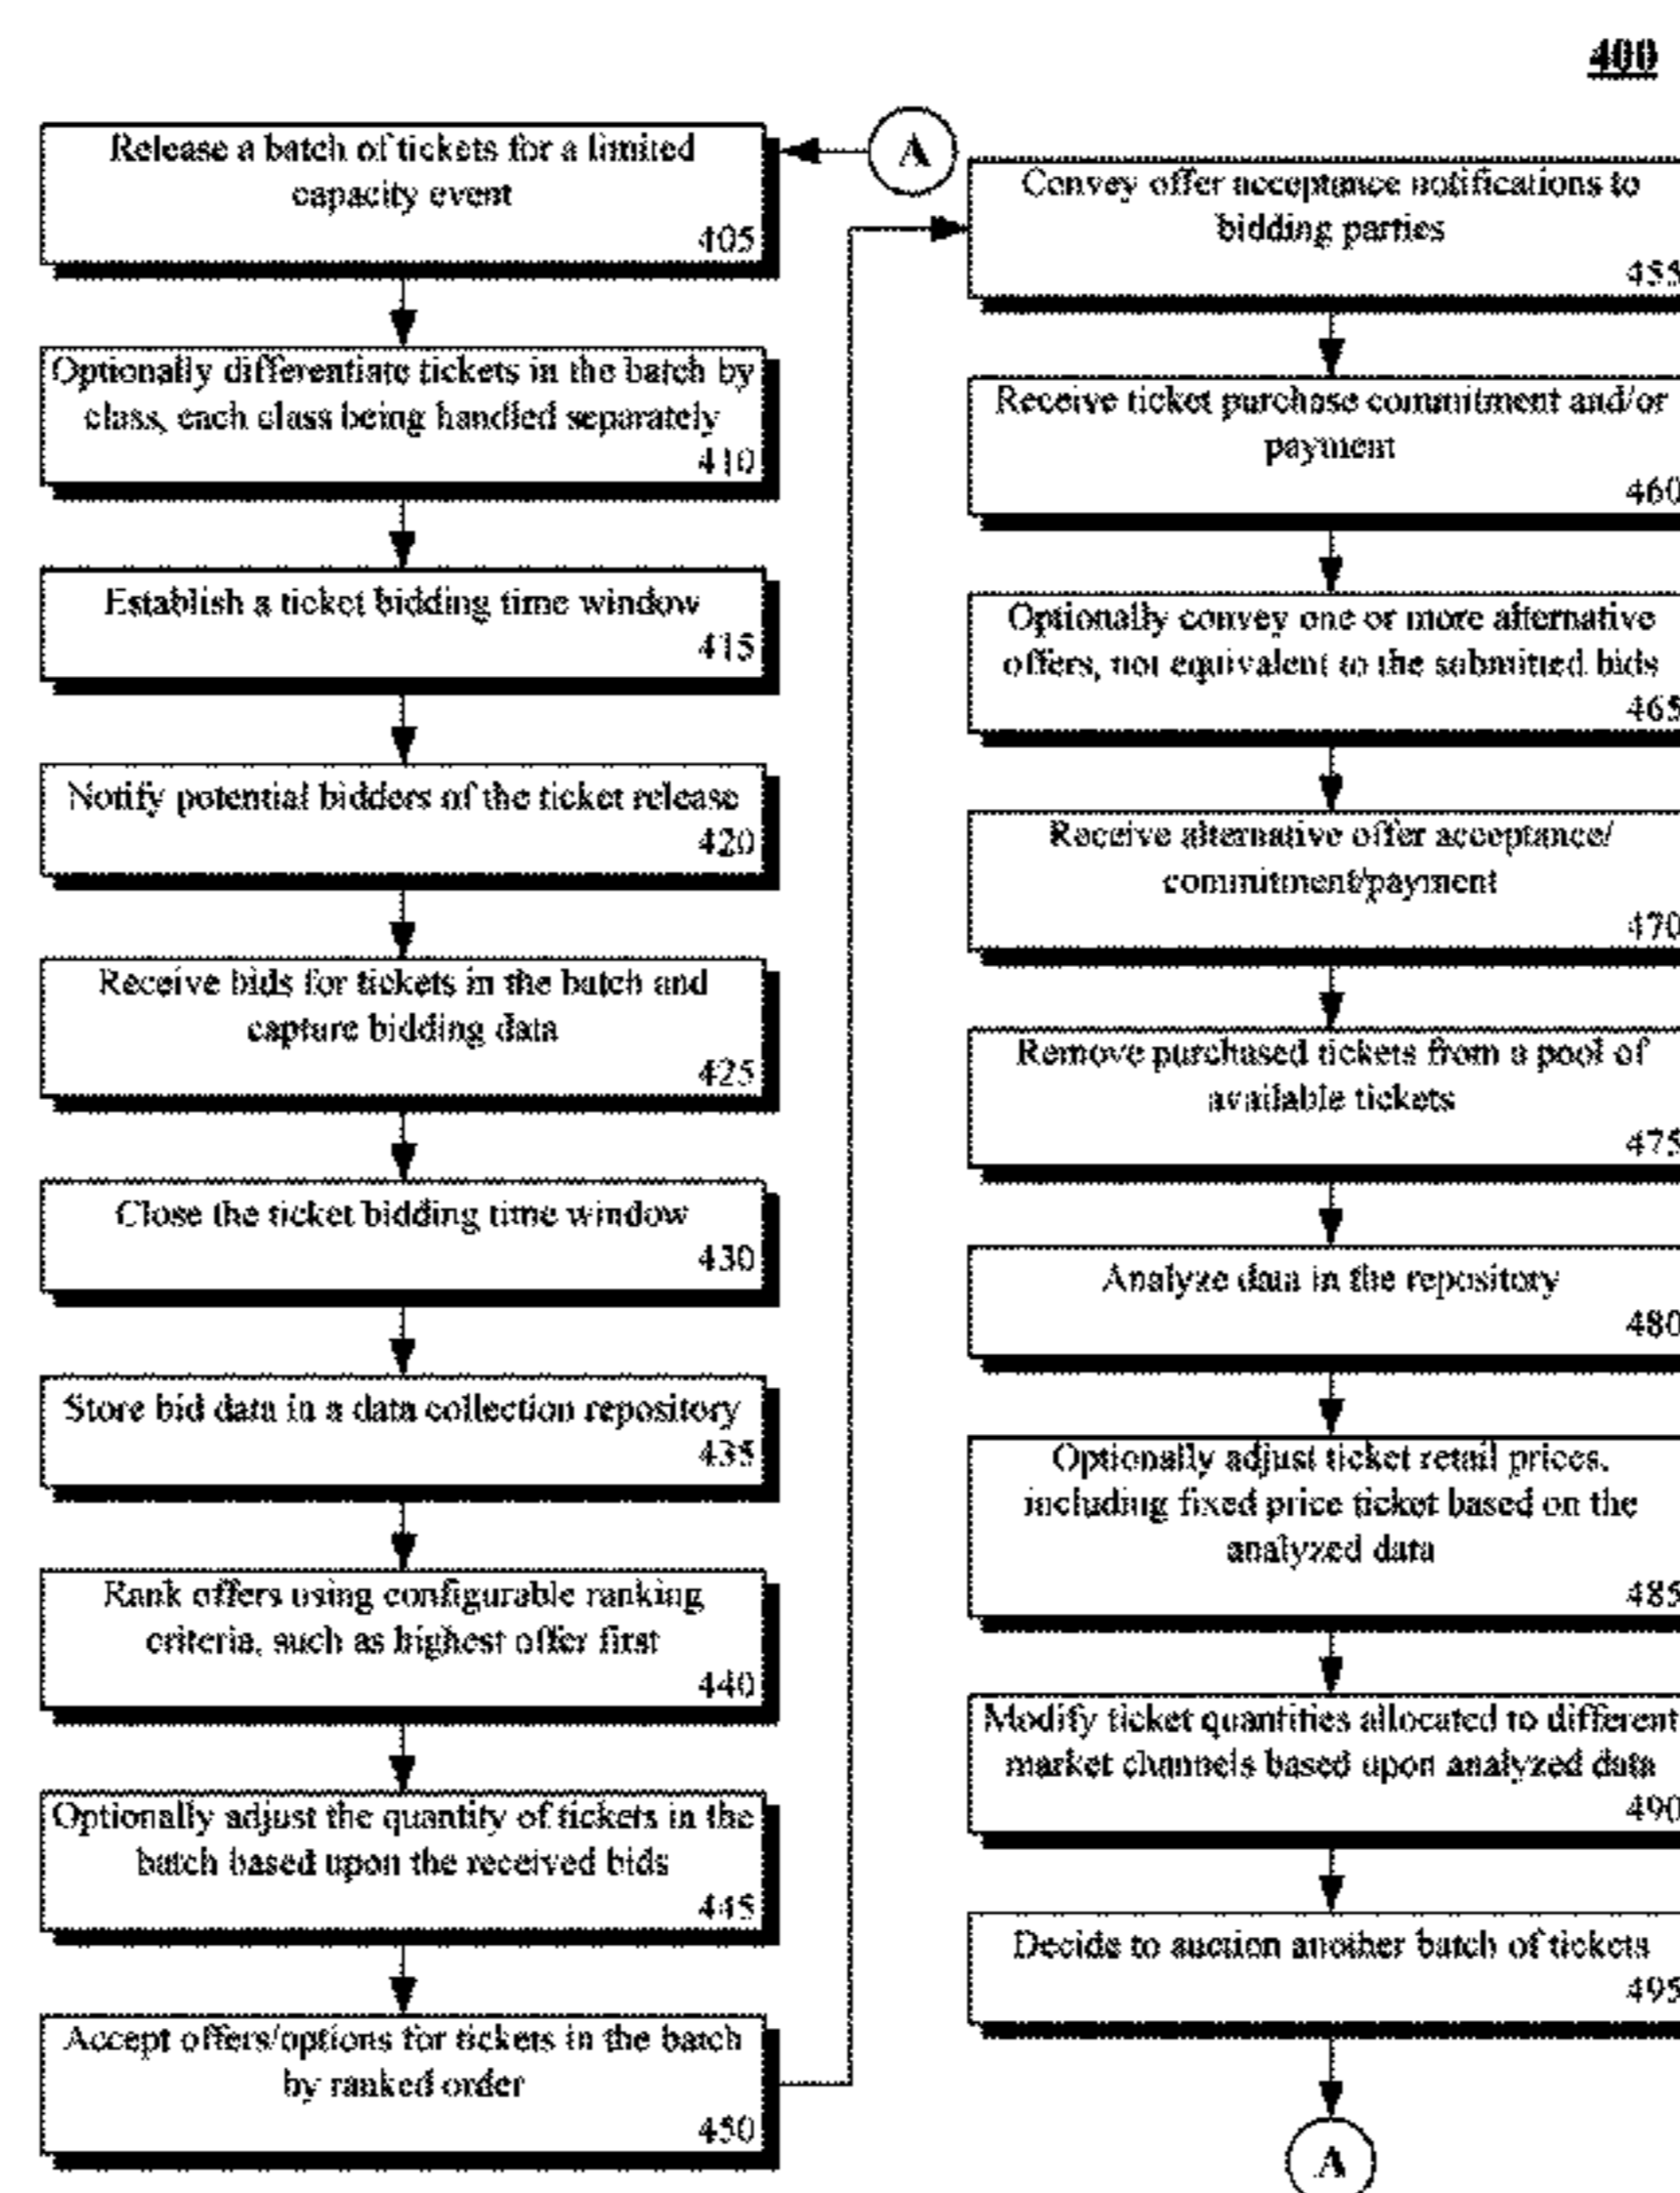 400
A
Release a batch of tickets for a limited
capacity event
405
Optionally differentiate tickets in the batch by
class, each class being handled separately
410
Establish a ticket bidding time window
415
Notify potential bidders of the ticket release
420
Receive bids for tickets in the batch and
capture bidding data
425
Close the ticket bidding time window
430
Store bid data in a data collection repository
435
Rank offers using configurable ranking
criteria, such as highest offer first
440
Optionally adjust the quantity of tickets in the
batch based upon the received bids
445
Accept offers/options for tickets in the batch
by ranked order
450
Convey offer acceptance notifications to
bidding parties
455
Receive ticket purchase commitment and/or
payment
460
Optionally convey one or more alternative
offers, not equivalent to the submitted bids
465
Receive alternative offer acceptance/
commitment/payment
470
Remove purchased tickets from a pool of
available tickets
475
Analyze data in the repository
480
Optionally adjust ticket retail prices,
including fixed price ticket based on the
analyzed data
485
Modify ticket quantities allocated to different
market channels based upon analyzed data
490
Decide to auction another batch of tickets
495
A